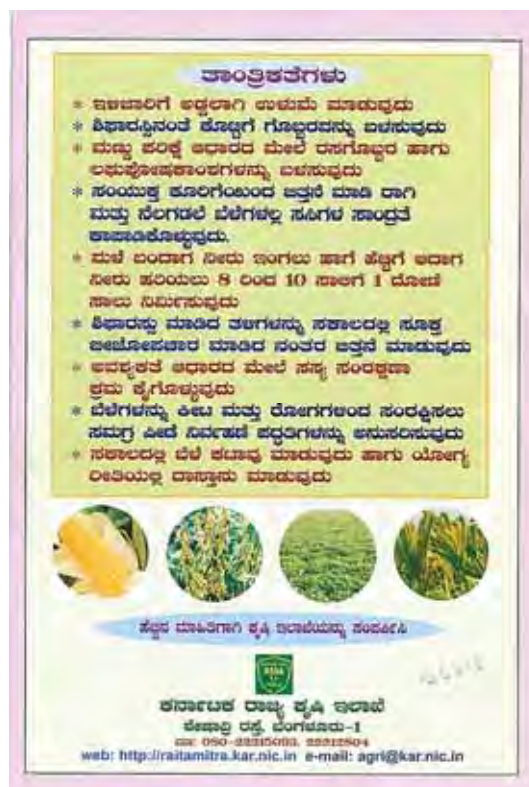 ತಾಂತ್ರಿಕತೆಗಳು
* ಇಳಿಜಾರಿಗೆ ಅಡ್ಡಲಾಗಿ ಉಳುಮೆ ಮಾಡುವುದು
* ಶಿಫಾರಸ್ಸಿನಂತೆ ಕೊಟ್ಟಿಗೆ ಗೊಬ್ಬರವನ್ನು ಬಳಸುವುದು
* ಮಣ್ಣು ಪರೀಕ್ಷೆ ಆಧಾರದ ಮೇಲೆ ರಸಗೊಬ್ಬರ ಹಾಗು
ಲಘುಪೋಷಕಾಂಶಗಳನ್ನು ಬಳಸುವುದು
* ಸಂಯುಕ್ತ ಕೂರಿಗೆಯಿಂದ ಬಿತ್ತನೆ ಮಾಡಿ ರಾಗಿ
ಮತ್ತು ನೆಲಗಡಲೆ ಬೆಳೆಗಳಲ್ಲಿ ಸಸಿಗಳ ಸಾಂದ್ರತೆ
ಕಾಪಾಡಿಕೊಳ್ಳುವುದು.
* ಮಳೆ ಬಂದಾಗ ನೀರು ಇಂಗಲು ಹಾಗೆ ಹೆಚ್ಚಿಗೆ ಆದಾಗ
ನೀರು ಹರಿಯಲು 8 ರಿಂದ 10 ಸಾಲಿಗೆ 1 ದೋಣಿ
ಸಾಲು ನಿರ್ಮಿಸುವುದು
* ಶಿಫಾರಸ್ಸು ಮಾಡಿದ ತಳಿಗಳನ್ನು ಸಕಾಲದಲ್ಲಿ ಸೂಕ್ತ
ಬೀಜೋಪಚಾರ ಮಾಡಿದ ನಂತರ ಬಿತ್ತನೆ ಮಾಡುವುದು
* ಅವಶ್ಯಕತೆ ಆಧಾರದ ಮೇಲೆ ಸಸ್ಯ ಸಂರಕ್ಷಣಾ
ಕ್ರಮ ಕೈಗೊಳ್ಳುವುದು
* ಬೆಳೆಗಳನ್ನು ಕೀಟ ಮತ್ತು ರೋಗಗಳಿಂದ ಸಂರಕ್ಷಿಸಲು
ಸಮಗ್ರ ಪೀಡೆ ನಿರ್ವಹಣೆ ಪದ್ಧತಿಗಳನ್ನು ಅನುಸರಿಸುವುದು
* ಸಕಾಲದಲ್ಲಿ ಬೆಳೆ ಕಟಾವು ಮಾಡುವುದು ಹಾಗು ಯೋಗ್ಯ
ರೀತಿಯಲ್ಲಿ ದಾಸ್ತಾನು ಮಾಡುವುದು
ಹೆಚ್ಚಿನ ಮಾಹಿತಿಗಾಗಿ ಕೃಷಿ ಇಲಾಖೆಯನ್ನು ಸಂಪರ್ಕಿಸಿ
ಕರ್ನಾಟಕ ರಾಜ್ಯ ಕೃಷಿ ಇಲಾಖೆ
ಶೇಷಾದ್ರಿ ರಸ್ತೆ, ಬೆಂಗಳೂರು-1
080-22212804
web: http://raitamitra.kar.nic.in e-mail: agri@kar.nic.in